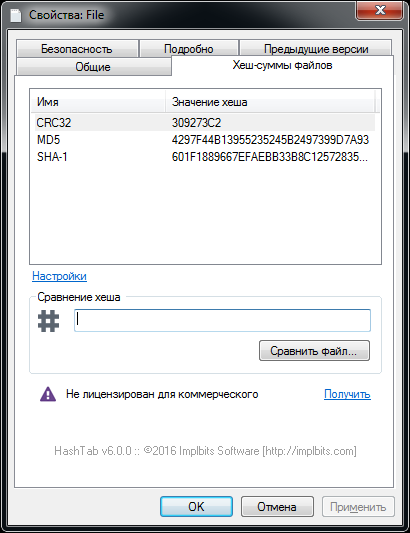 Свойства: File
Безопасность Подробно Предыдущие версии
Общие Хеш-суммы файлов
Имя Значение хеша
CRC32 309273C2
MD5 4297F44B13955235245B2497399D7A93
SHA-1 601F1889667EFAEBB33B8C12572835...
Настройки
Сравнение хеша
Сравнить файл...
Не лицензирован для коммерческого Получить
HashTab v6.0.0 :: ©2016 Implbits Software [http://implbits.com]
OK Отмена Применить